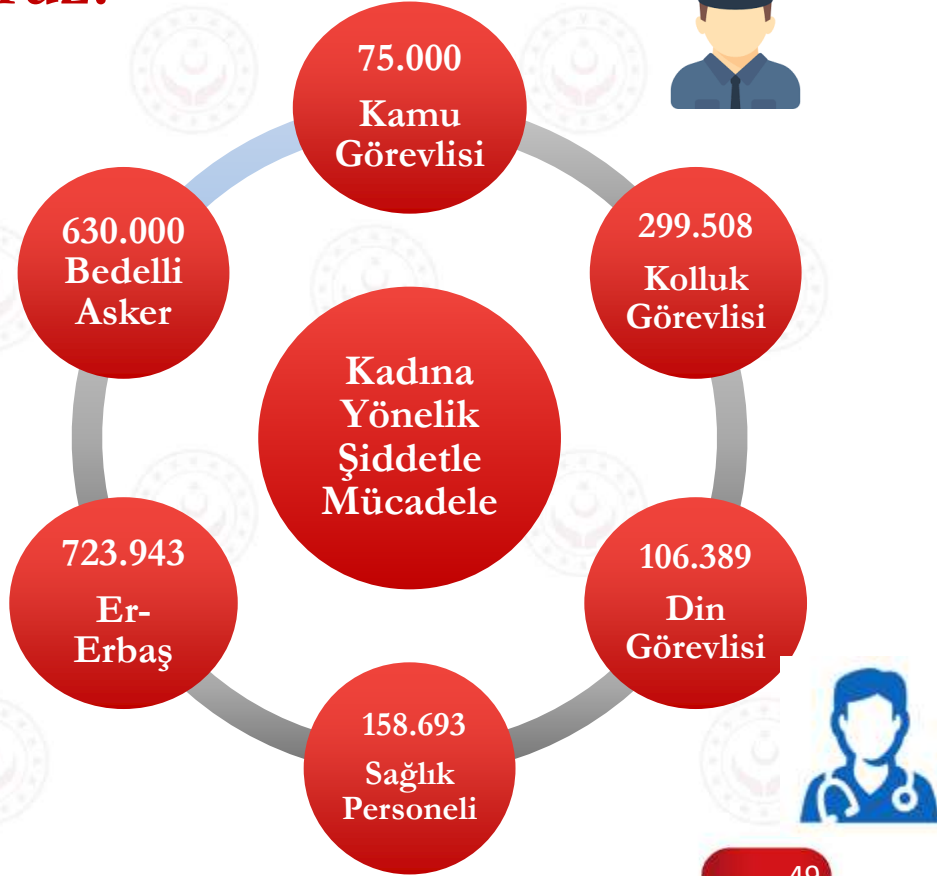 75.000
Kamu
Görevlisi
299.508
Kolluk
Görevlisi
106.389
Din
Görevlisi
158.693
Sağlık
Personeli
723.943
Er-
Erbaş
630.000
Bedelli
Asker
Kadına
Yönelik
Şiddetle
Mücadele
49